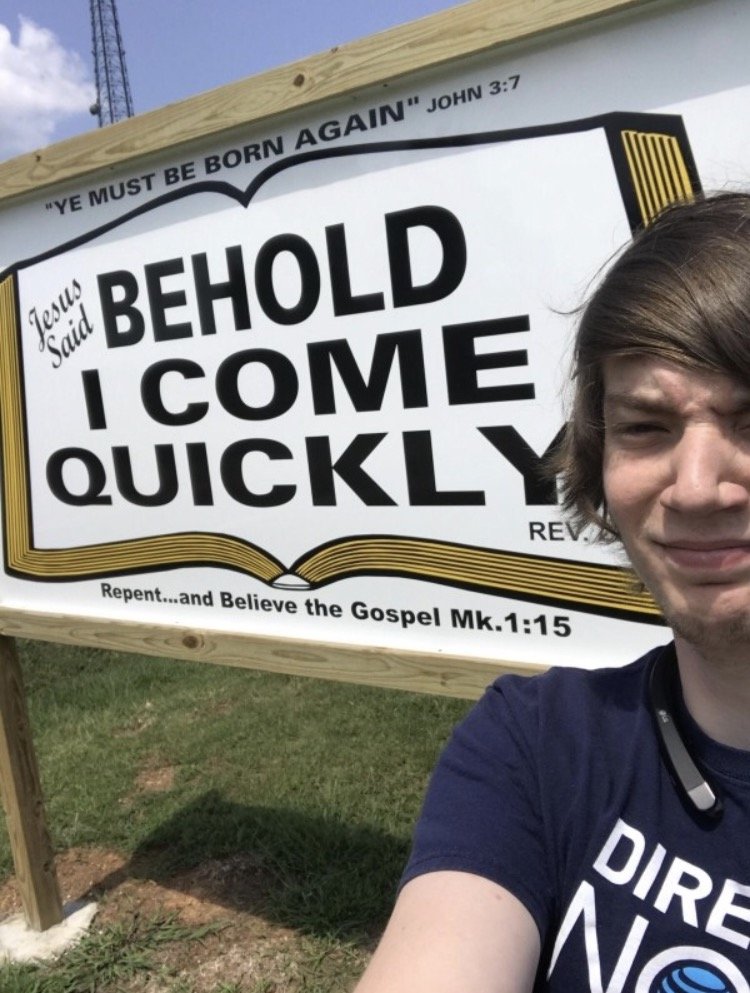 "YE MUST BE BORN AGAIN" JOHN 3:7
Jesus
Said
BEHOLD
I COME
QUICKLY
REV.
Repent...and Believe the Gospel Mk.1:15
DIRE
NO